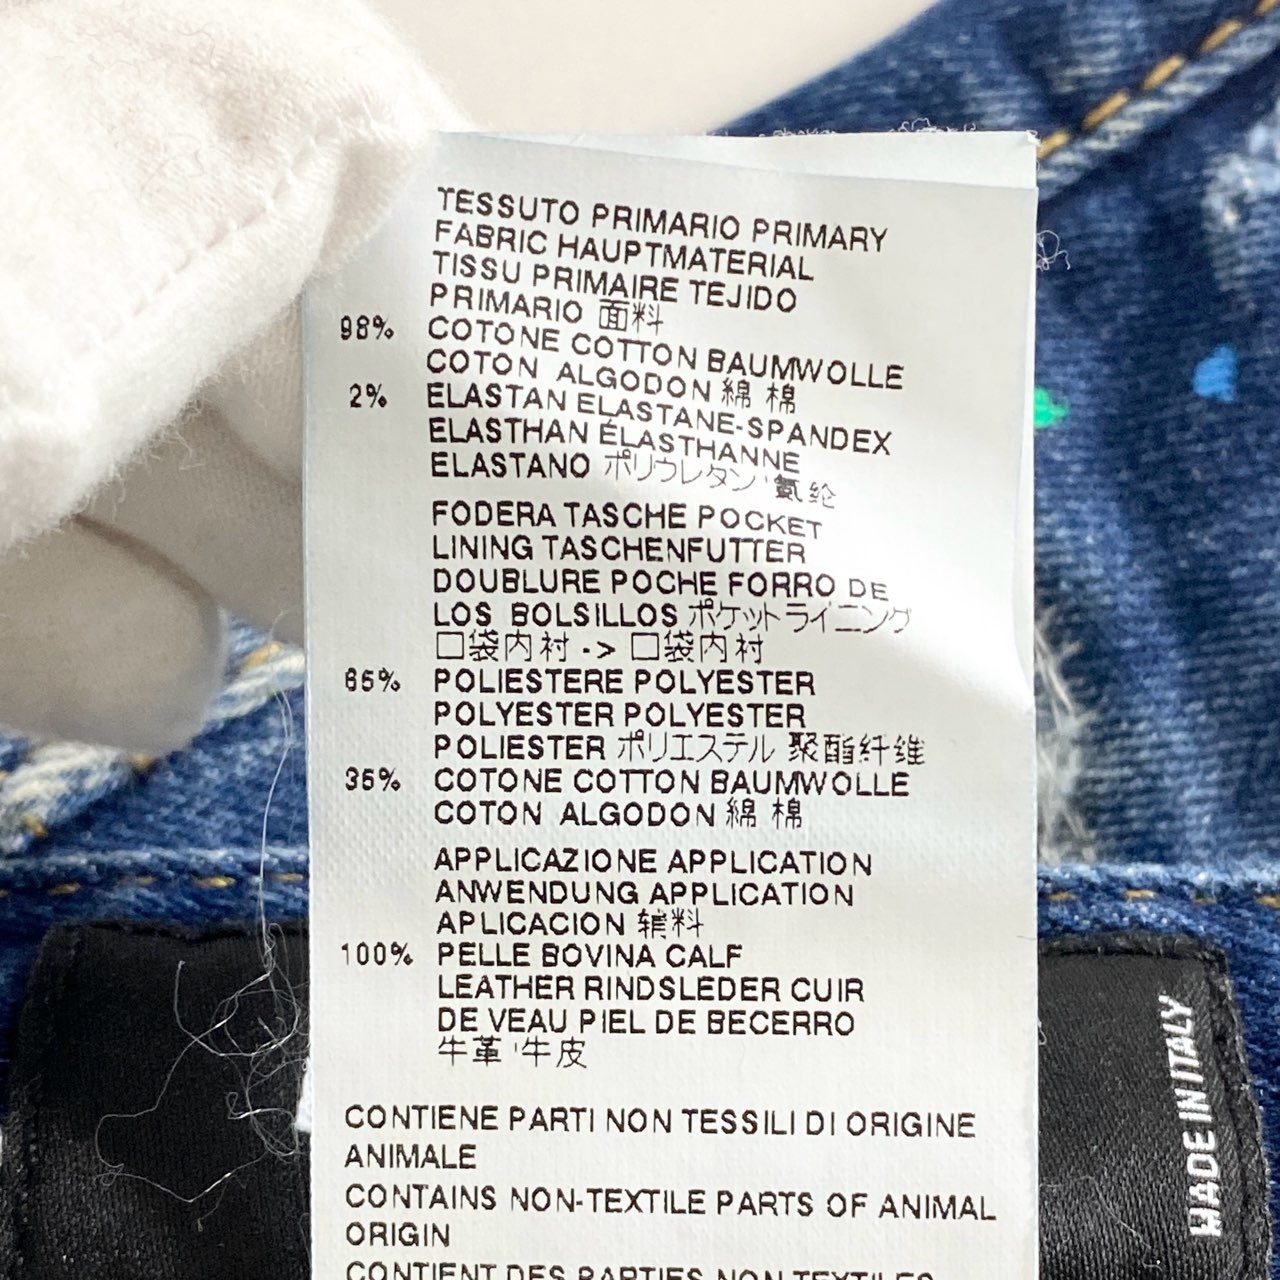 TESSUTO PRIMARIO PRIMARY
FABRIC HAUPTMATERIAL
TISSU PRIMAIRE TEJIDO
PRIMARIO 面料
98% COTONE COTTON BAUMWOLLE
COTON ALGODON 綿 棉
2% ELASTAN ELASTANE-SPANDEX
ELASTHAN ÉLASTHANNE
ELASTANO ポリウレタン 氨纶
FODERA TASCHE POCKET
LINING TASCHENFUTTER
DOUBLURE POCHE FORRO DE
LOS BOLSILLOS ポケットライニング
口袋内衬 -> 口袋内衬
65% POLIESTERE POLYESTER
POLYESTER POLYESTER
POLIESTER ポリエステル 聚酯纤维
35% COTONE COTTON BAUMWOLLE
COTON ALGODON 綿 棉
APPLICAZIONE APPLICATION
ANWENDUNG APPLICATION
APLICACION 辅料
100% PELLE BOVINA CALF
LEATHER RINDSLEDER CUIR
DE VEAU PIEL DE BECERRO
牛革 牛皮
CONTIENE PARTI NON TESSILI DI ORIGINE
ANIMALE
CONTAINS NON-TEXTILE PARTS OF ANIMAL
ORIGIN
CONTIENT DES PARTIES NON TEXTILES
MADE IN ITALY